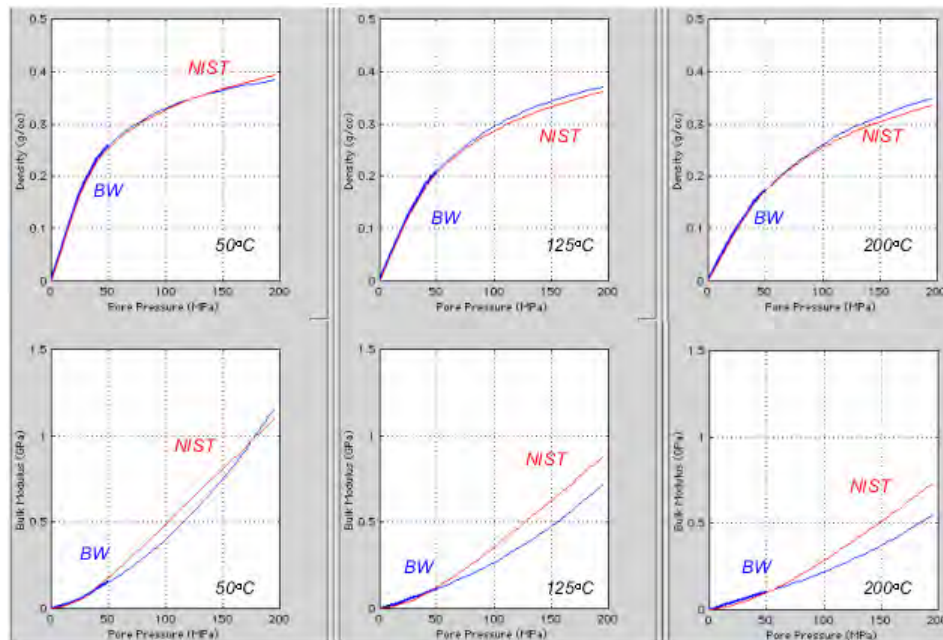 0.5 0.5 0.5
0.4 0.4 0.4
0.3 0.3 0.3
0.2 0.2 0.2
0.1 0.1 0.1
0 0 0
Density (g/cc) Density (g/cc) Density (g/cc)
NIST NIST NIST
BW BW BW
50°C 125°C 200°C
0 50 100 150 200 0 50 100 150 200 0 50 100 150 200
Pore Pressure (MPa) Pore Pressure (MPa) Pore Pressure (MPa)
1.5 1.5 1.5
1 1 1
0.5 0.5 0.5
0 0 0
Bulk Modulus (GPa) Bulk Modulus (GPa) Bulk Modulus (GPa)
NIST NIST NIST
BW BW BW
50°C 125°C 200°C
0 50 100 150 200 0 50 100 150 200 0 50 100 150 200
Pore Pressure (MPa) Pore Pressure (MPa) Pore Pressure (MPa)